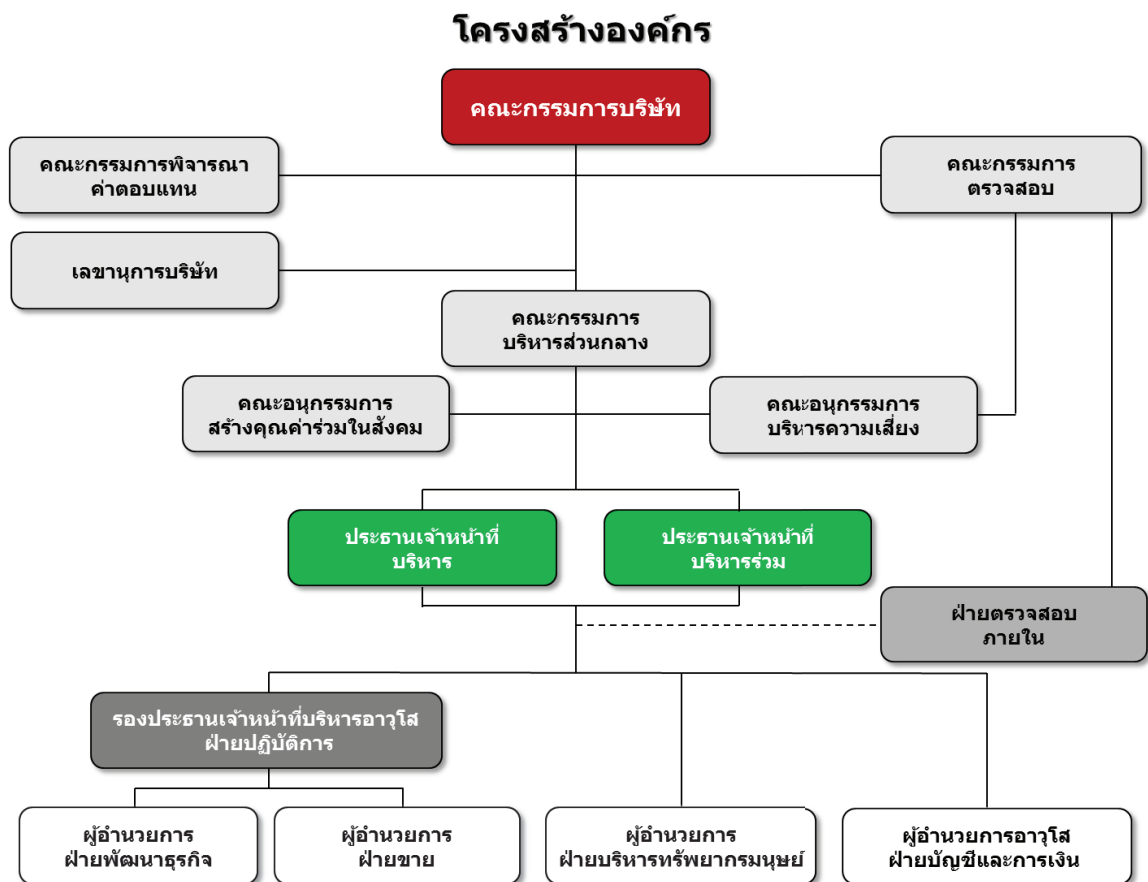 โครงสร้างองค์กร
คณะกรรมการบริษัท
คณะกรรมการพิจารณา
ค่าตอบแทน
คณะกรรมการ
ตรวจสอบ
เลขานุการบริษัท
คณะกรรมการ
บริหารส่วนกลาง
คณะอนุกรรมการ
สร้างคุณค่าร่วมในสังคม
คณะอนุกรรมการ
บริหารความเสี่ยง
ประธานเจ้าหน้าที่
บริหาร
ประธานเจ้าหน้าที่
บริหารร่วม
ฝ่ายตรวจสอบ
ภายใน
รองประธานเจ้าหน้าที่บริหารอาวุโส
ฝ่ายปฏิบัติการ
ผู้อำนวยการ
ฝ่ายพัฒนาธุรกิจ
ผู้อำนวยการ
ฝ่ายขาย
ผู้อำนวยการ
ฝ่ายบริหารทรัพยากรมนุษย์
ผู้อำนวยการอาวุโส
ฝ่ายบัญชีและการเงิน